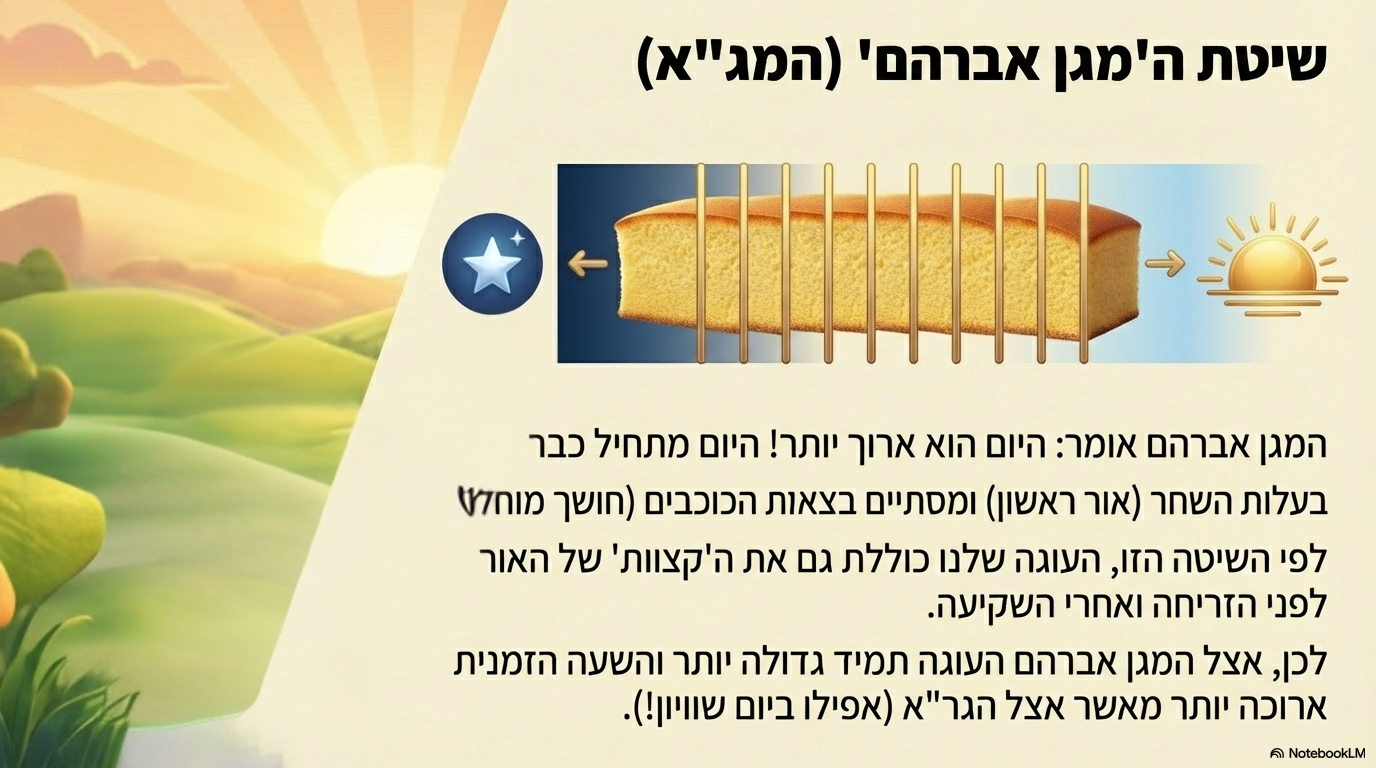 שיטת ה'מגן אברהם' (המג"א)
המגן אברהם אומר: היום הוא ארוך יותר! היום מתחיל כבר
בעלות השחר (אור ראשון) ומסתיים בצאת הכוכבים (חושך
לפי השיטה הזו, העוגה שלנו כוללת גם את ה'קצוות' של האור
לפני הזריחה ואחרי השקיעה.
לכן, אצל המגן אברהם העוגה תמיד גדולה יותר והשעה הזמנית
ארוכה יותר מאשר אצל הגר"א (אפילו ביום שוויון!).
NotebookLM